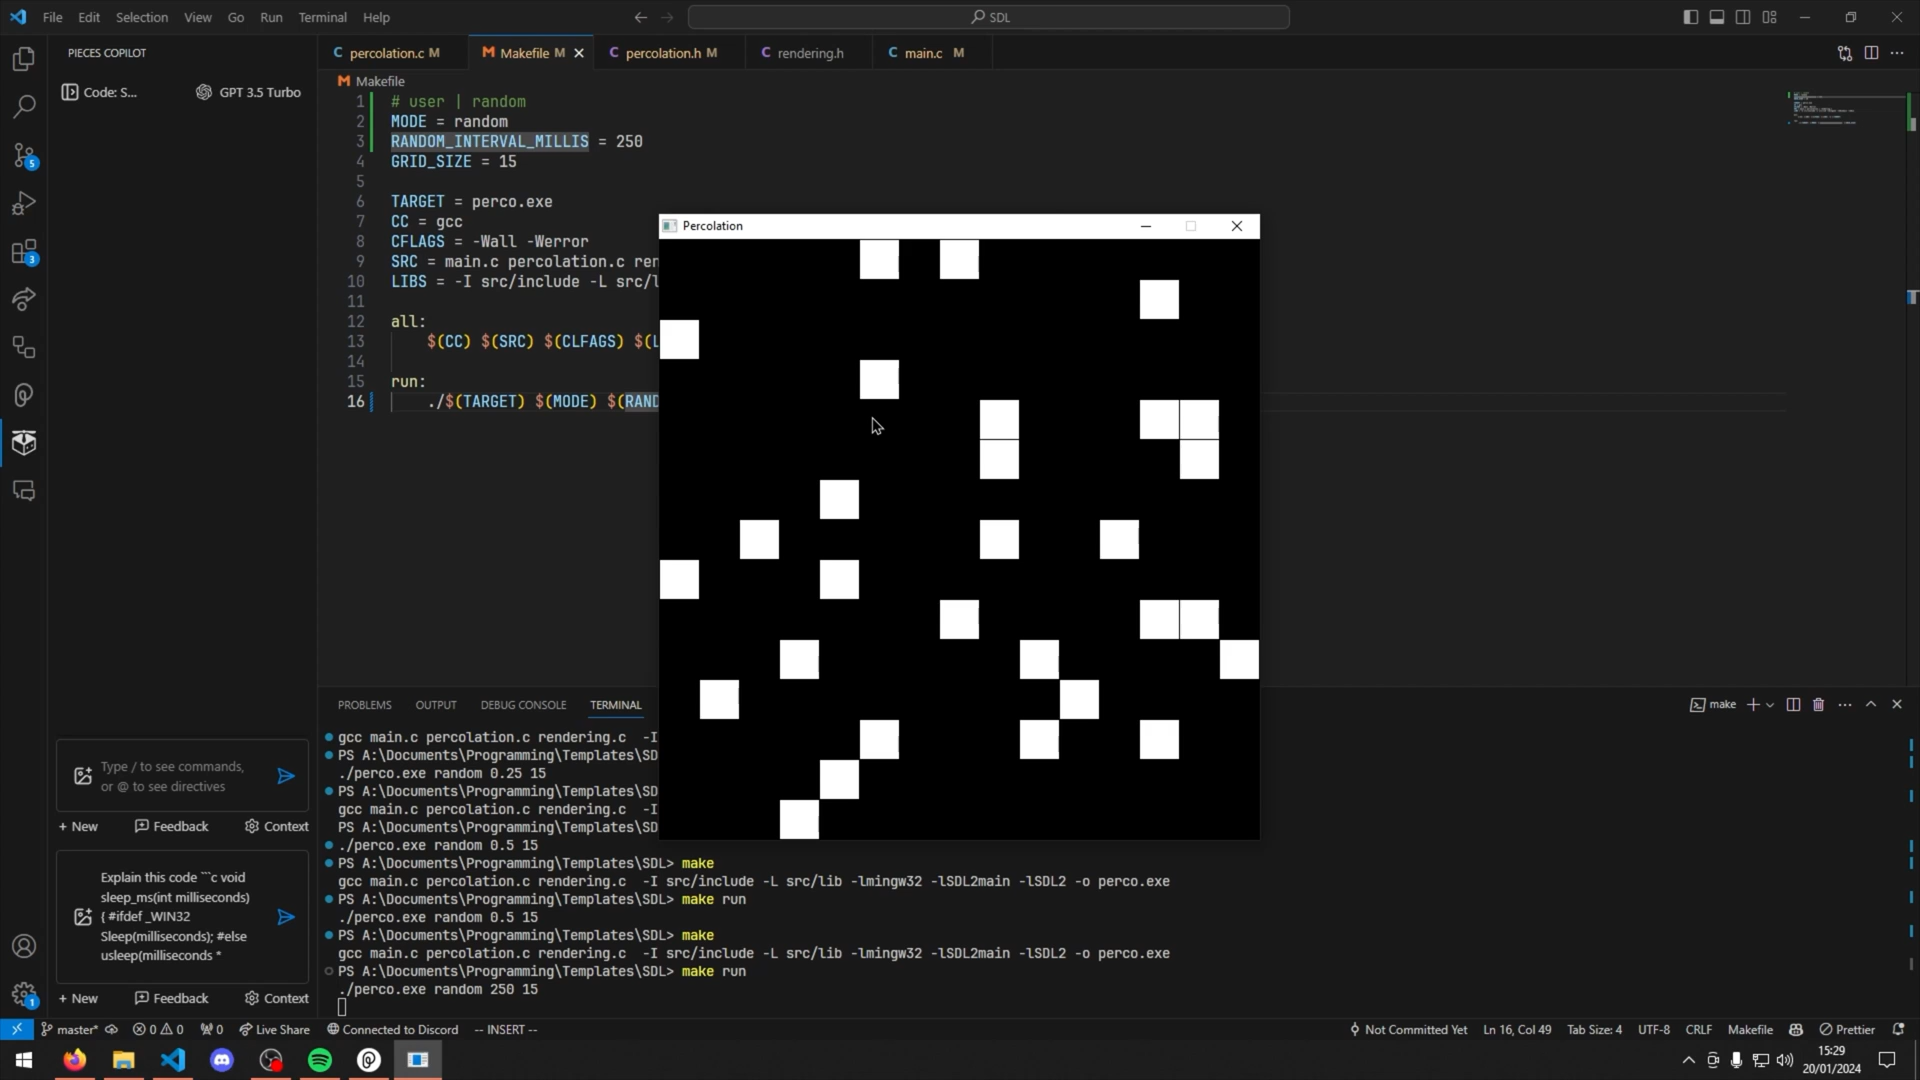 File Edit Selection View Go Run Terminal Help
SDL
PIECES COPILOT
Code: S...
GPT 3.5 Turbo
percolation.c M
Makefile M
percolation.h M
rendering.h
main.c M
Makefile
1 # user | random
2 MODE = random
3 RANDOM_INTERVAL_MILLIS = 250
4 GRID_SIZE = 15
5
6 TARGET = perco.exe
7 CC = gcc
8 CFLAGS = -Wall -Werror
9 SRC = main.c percolation.c ren
10 LIBS = -I src/include -L src/l
11
12 all:
13 $(CC) $(SRC) $(CLFAGS) $(L
14
15 run:
16 ./$(TARGET) $(MODE) $(RAND
Percolation
5
3
PROBLEMS OUTPUT DEBUG CONSOLE TERMINAL
make
gcc main.c percolation.c rendering.c -I
PS A:\Documents\Programming\Templates\SD
./perco.exe random 0.25 15
PS A:\Documents\Programming\Templates\SD
gcc main.c percolation.c rendering.c -I
PS A:\Documents\Programming\Templates\SD
./perco.exe random 0.5 15
PS A:\Documents\Programming\Templates\SDL> make
gcc main.c percolation.c rendering.c -I src/include -L src/lib -lmingw32 -lSDL2main -lSDL2 -o perco.exe
PS A:\Documents\Programming\Templates\SDL> make run
./perco.exe random 0.5 15
PS A:\Documents\Programming\Templates\SDL> make
gcc main.c percolation.c rendering.c -I src/include -L src/lib -lmingw32 -lSDL2main -lSDL2 -o perco.exe
PS A:\Documents\Programming\Templates\SDL> make run
./perco.exe random 250 15
Type / to see commands,
or @ to see directives
+ New Feedback Context
Explain this code ```c void
sleep_ms(int milliseconds)
{ #ifdef _WIN32
Sleep(milliseconds); #else
usleep(milliseconds *
+ New Feedback Context
1
master* 0 0 0 Live Share Connected to Discord -- INSERT --
Not Committed Yet Ln 16, Col 49 Tab Size: 4 UTF-8 CRLF Makefile Prettier
15:29
20/01/2024